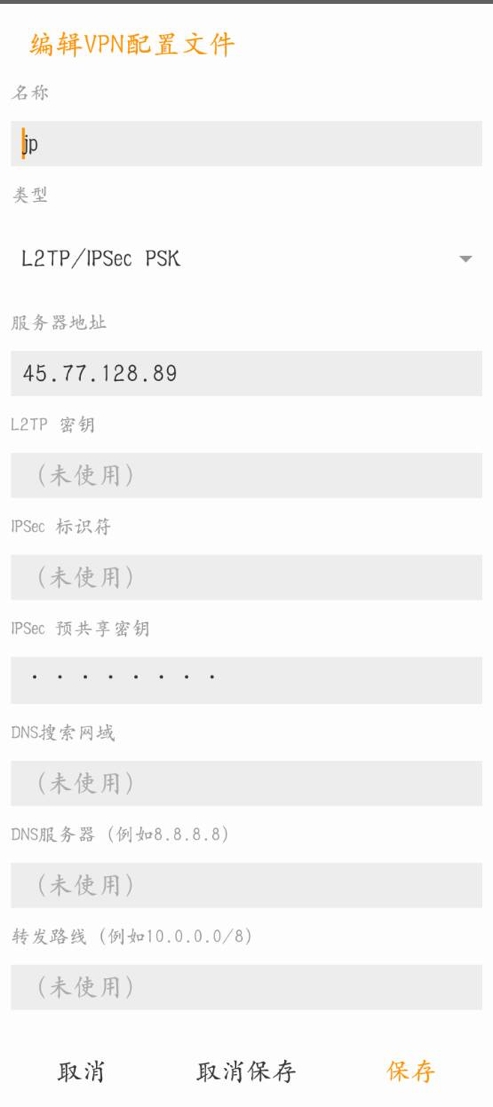 编辑VPN配置文件
名称
jp
类型
L2TP/IPSec PSK
服务器地址
45.77.128.89
L2TP 密钥
（未使用）
IPSec 标识符
（未使用）
IPSec 预共享密钥
········
DNS搜索网域
（未使用）
DNS服务器（例如8.8.8.8）
（未使用）
转发路线（例如10.0.0.0/8）
（未使用）
取消 取消保存 保存